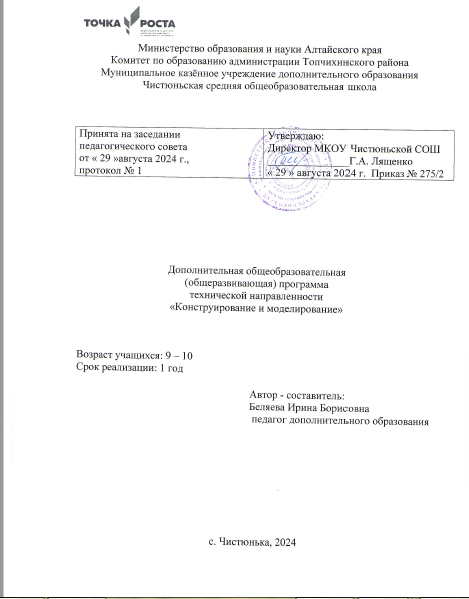 ТОЧКА РОСТА
Министерство образования и науки Алтайского края
Комитет по образованию администрации Топчихинского района
Муниципальное казённое учреждение дополнительного образования
Чистюньская средняя общеобразовательная школа
Принята на заседании
педагогического совета
от « 29 »августа 2024 г.,
протокол № 1
Утверждаю:
Директор МКОУ Чистюньской СОШ
Г.А. Лященко
« 29 » августа 2024 г. Приказ № 275/2
Дополнительная общеобразовательная
(общеразвивающая) программа
технической направленности
«Конструирование и моделирование»
Возраст учащихся: 9 – 10
Срок реализации: 1 год
Автор - составитель:
Беляева Ирина Борисовна
педагог дополнительного образования
с. Чистюнька, 2024